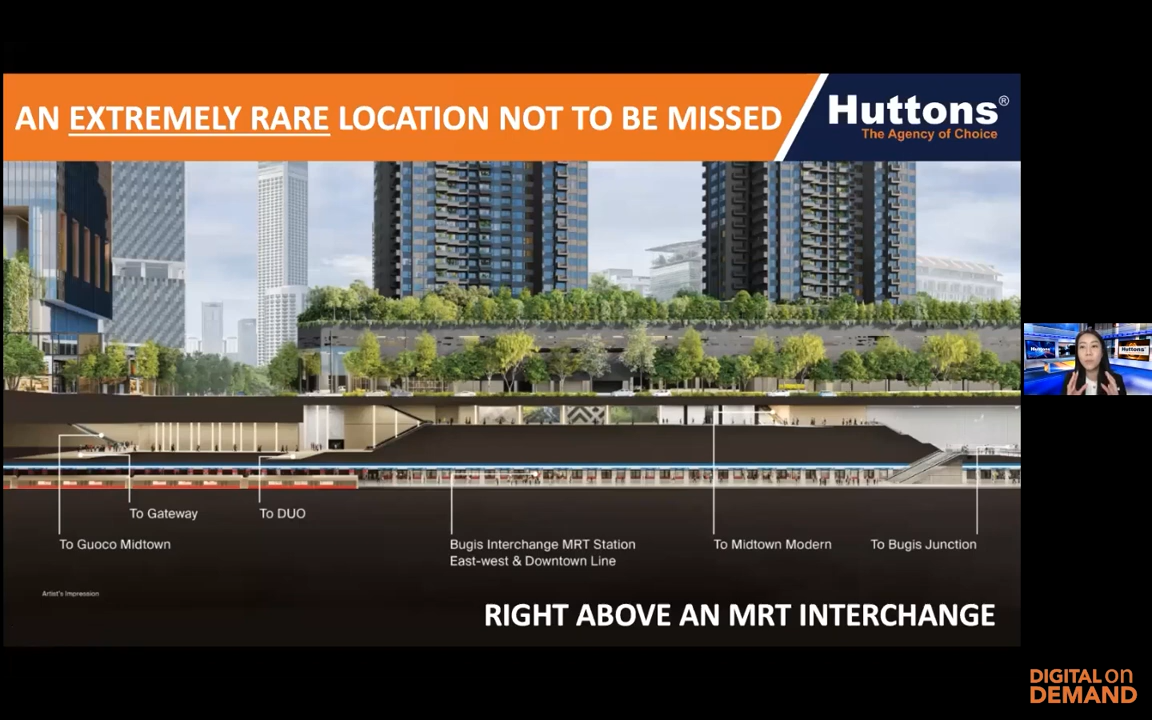 AN EXTREMELY RARE LOCATION NOT TO BE MISSED
Huttons®
The Agency of Choice
To Gateway
To DUO
To Guoco Midtown
Bugis Interchange MRT Station
East-west & Downtown Line
To Midtown Modern
To Bugis Junction
Artist's Impression
RIGHT ABOVE AN MRT INTERCHANGE
Huttons
Huttons
DIGITAL on
DEMAND